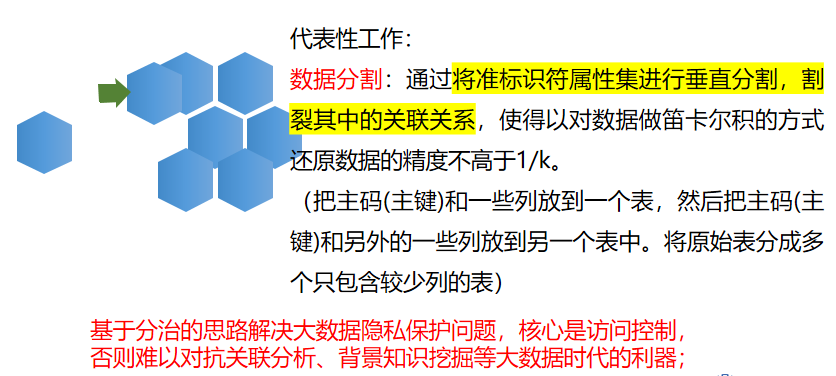 代表性工作：
数据分割：通过将准标识符属性集进行垂直分割，割
裂其中的关联关系，使得以对数据做笛卡尔积的方式
还原数据的精度不高于1/k。
（把主码(主键)和一些列放到一个表，然后把主码(主
键)和另外的一些列放到另一个表中。将原始表分成多
个只包含较少列的表）
基于分治的思路解决大数据隐私保护问题，核心是访问控制，
否则难以对抗关联分析、背景知识挖掘等大数据时代的利器；